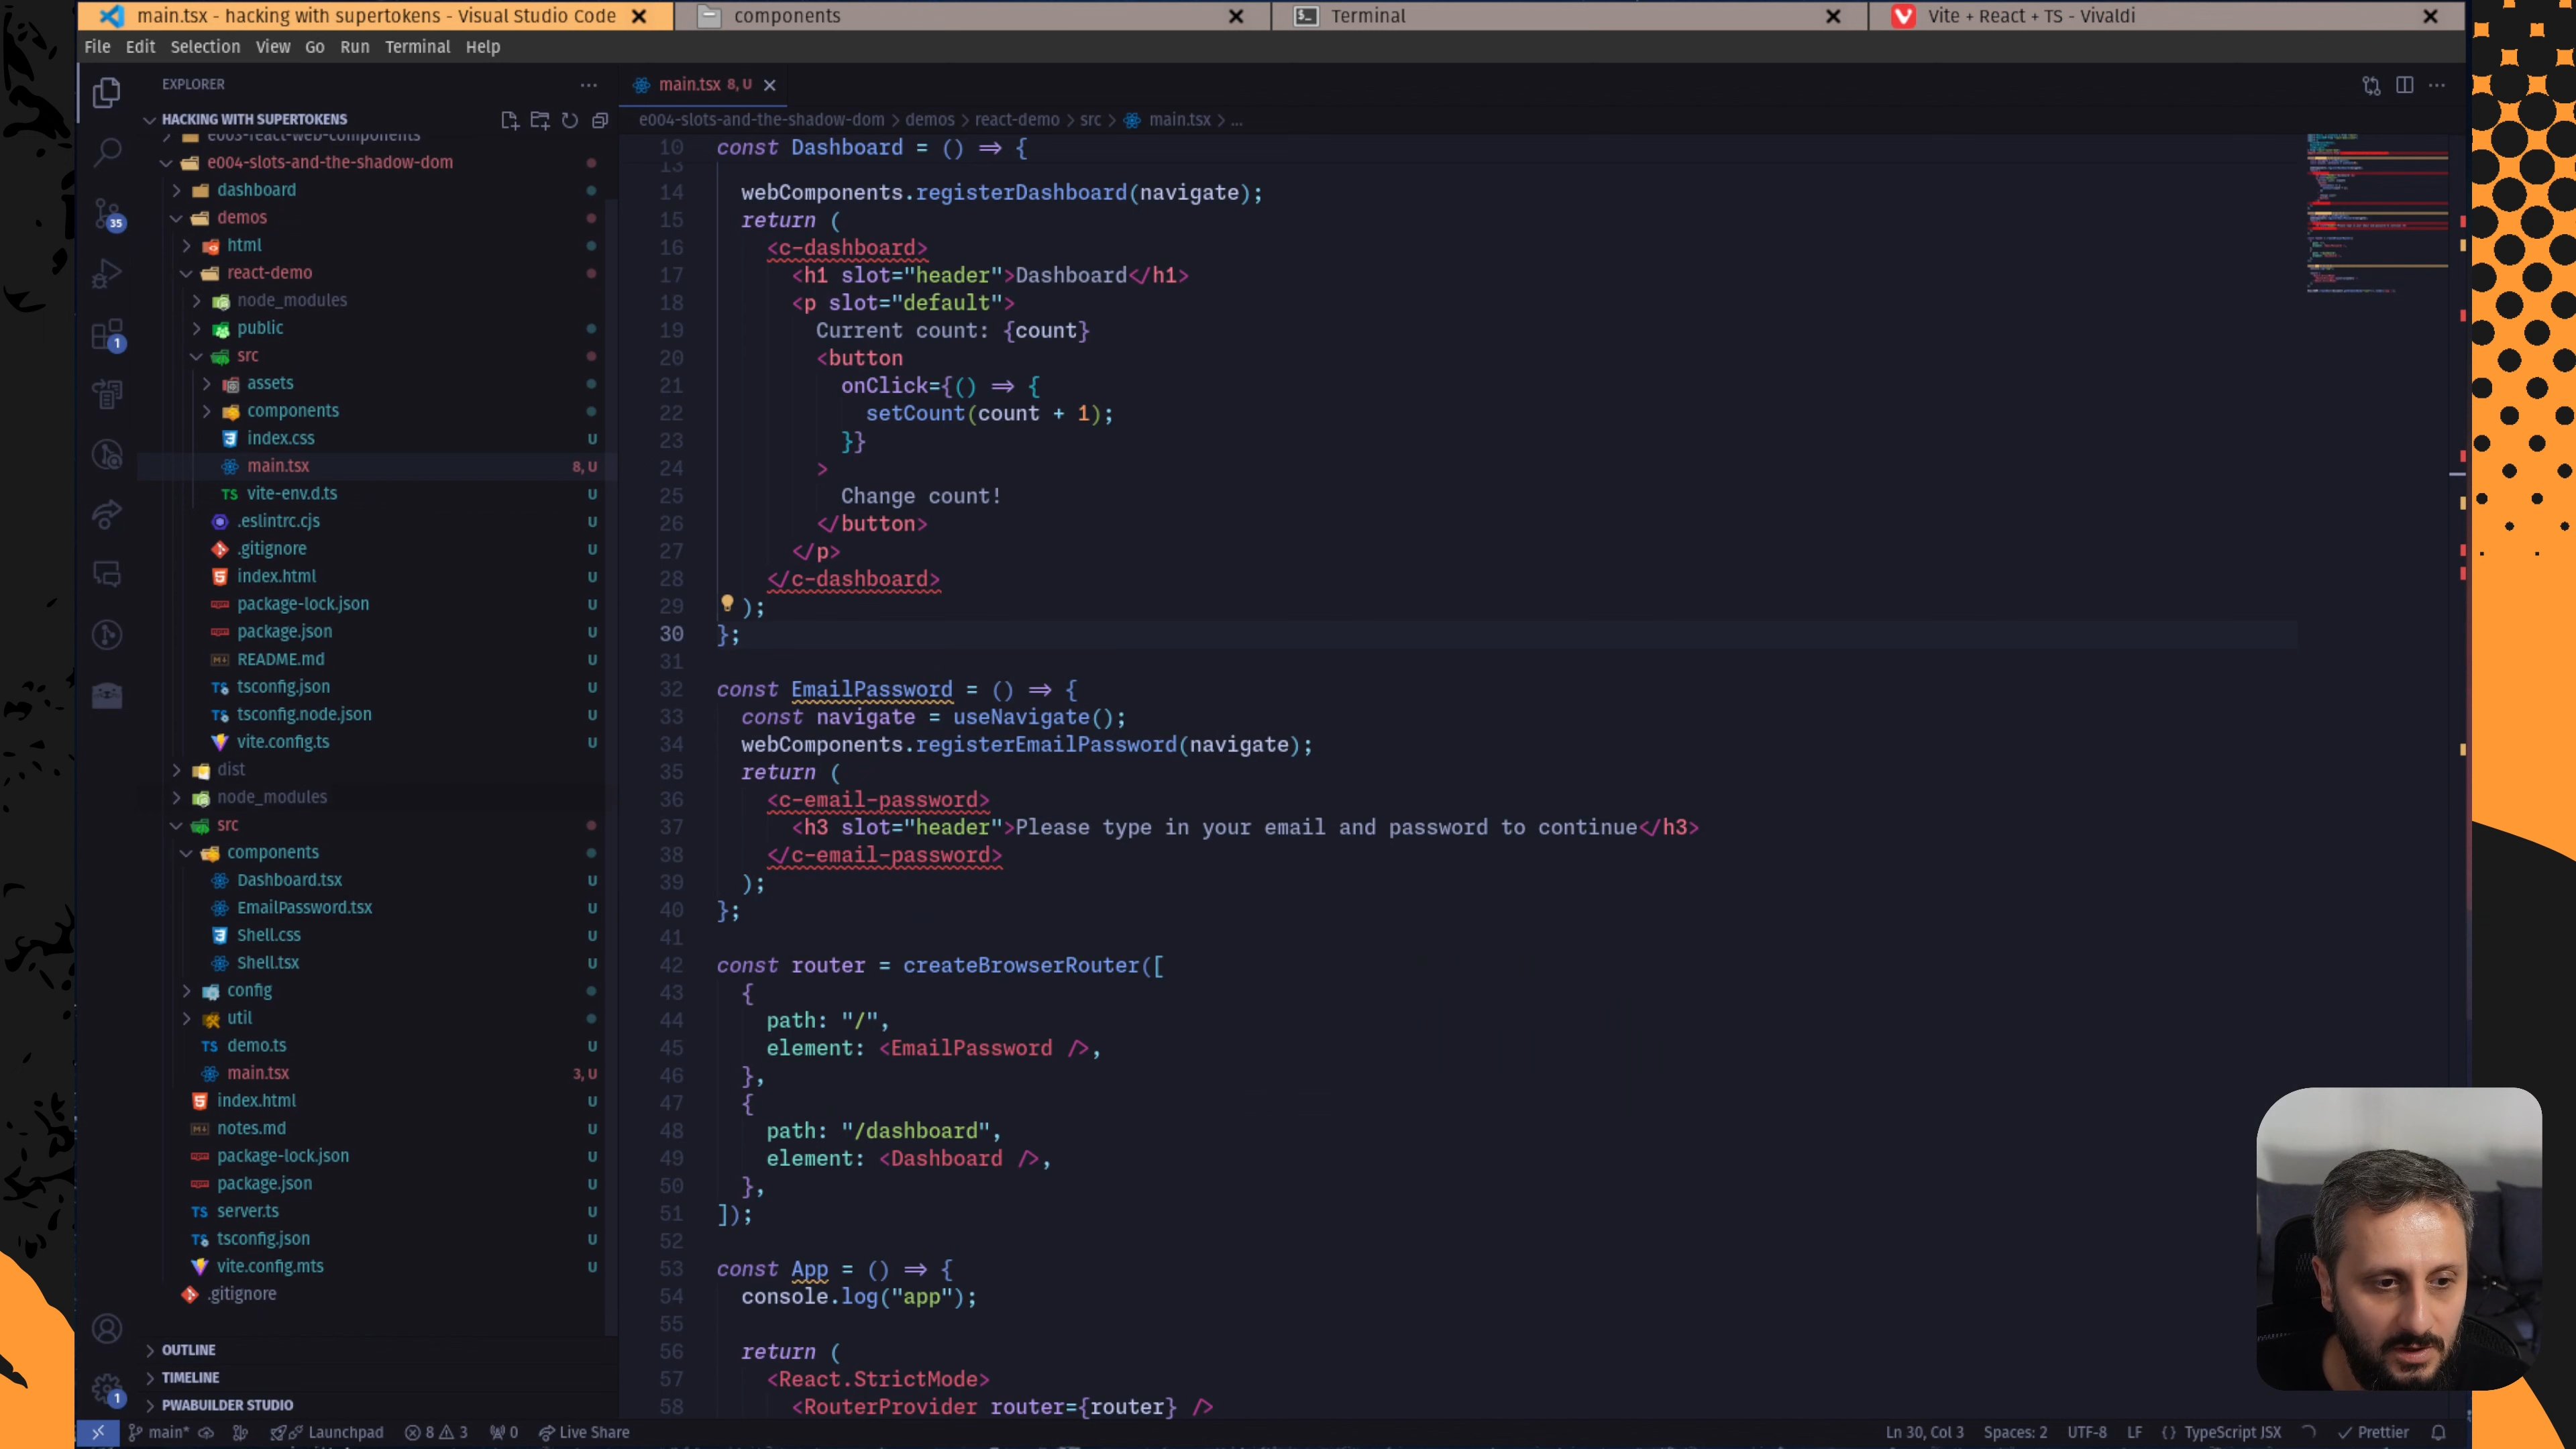 main.tsx - hacking with supertokens - Visual Studio Code
components
Terminal
Vite + React + TS - Vivaldi
File Edit Selection View Go Run Terminal Help
EXPLORER
HACKING WITH SUPERTOKENS
e003-react-web-components
e004-slots-and-the-shadow-dom
dashboard
demos
html
react-demo
node_modules
public
src
assets
components
index.css U
main.tsx 8, U
vite-env.d.ts U
.eslintrc.cjs U
.gitignore U
index.html U
package-lock.json U
package.json U
README.md U
tsconfig.json U
tsconfig.node.json U
vite.config.ts U
dist
node_modules
src
components
Dashboard.tsx U
EmailPassword.tsx U
Shell.css U
Shell.tsx U
config
util
demo.ts U
main.tsx 3, U
index.html U
notes.md U
package-lock.json U
package.json U
server.ts U
tsconfig.json U
vite.config.mts U
.gitignore
OUTLINE
TIMELINE
PWABUILDER STUDIO
35
1
1
main.tsx 8, U
e004-slots-and-the-shadow-dom > demos > react-demo > src > main.tsx > ...
10 const Dashboard = () => {
13
14 webComponents.registerDashboard(navigate);
15 return (
16 <c-dashboard>
17 <h1 slot="header">Dashboard</h1>
18 <p slot="default">
19 Current count: {count}
20 <button
21 onClick={() => {
22 setCount(count + 1);
23 }}
24 >
25 Change count!
26 </button>
27 </p>
28 </c-dashboard>
29 );
30 };
31
32 const EmailPassword = () => {
33 const navigate = useNavigate();
34 webComponents.registerEmailPassword(navigate);
35 return (
36 <c-email-password>
37 <h3 slot="header">Please type in your email and password to continue</h3>
38 </c-email-password>
39 );
40 };
41
42 const router = createBrowserRouter([
43 {
44 path: "/",
45 element: <EmailPassword />,
46 },
47 {
48 path: "/dashboard",
49 element: <Dashboard />,
50 },
51 ]);
52
53 const App = () => {
54 console.log("app");
55
56 return (
57 <React.StrictMode>
58 <RouterProvider router={router} />
main* Launchpad 8 3 0 Live Share
Ln 30, Col 3 Spaces: 2 UTF-8 LF {} TypeScript JSX Prettier